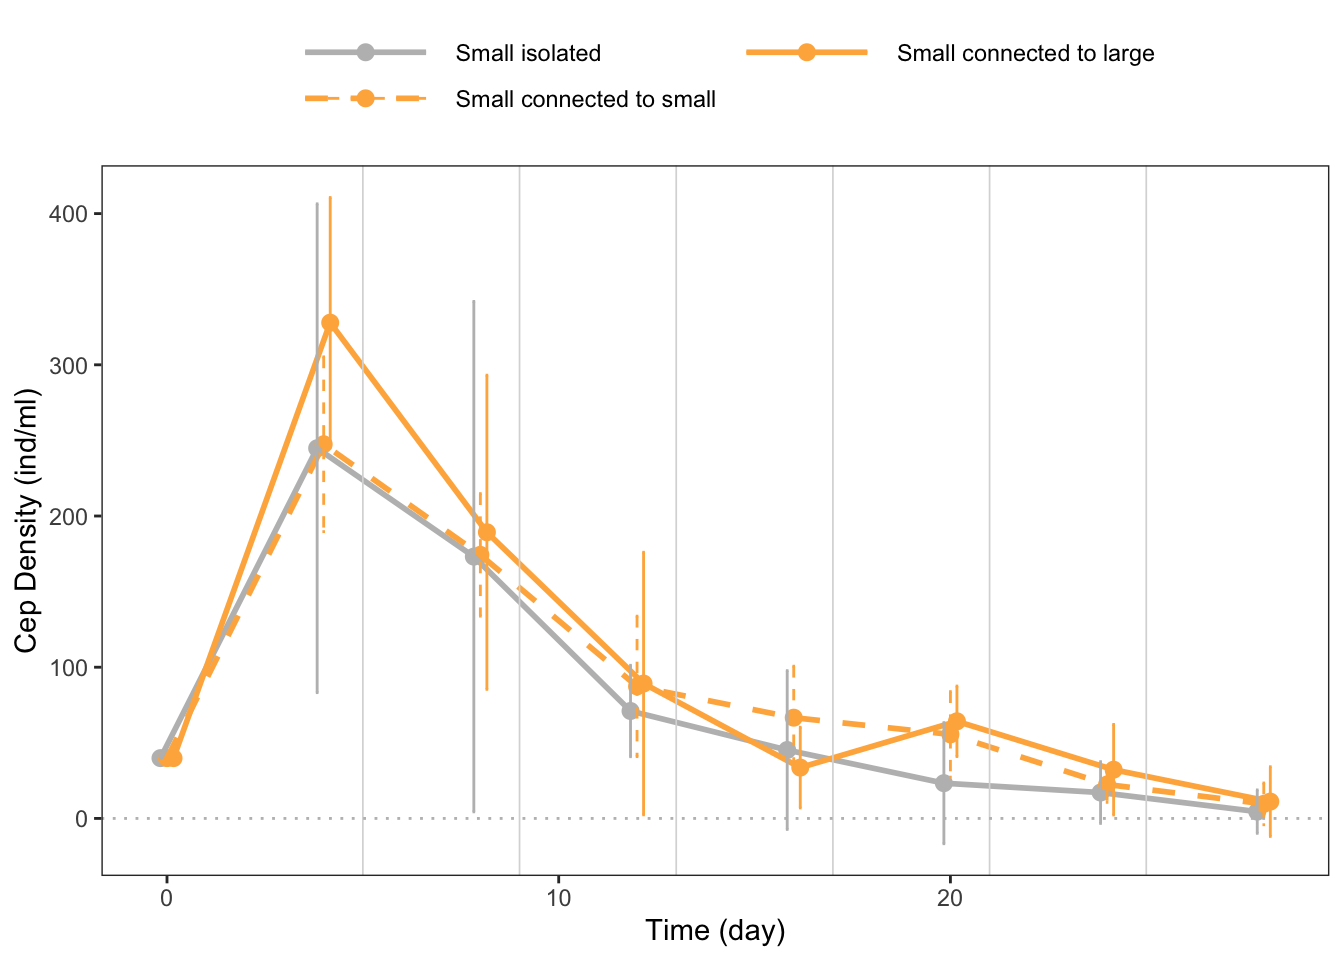 Small isolated
Small connected to large
Small connected to small
400
300
200
100
0
Cep Density (ind/ml)
0
10
20
Time (day)